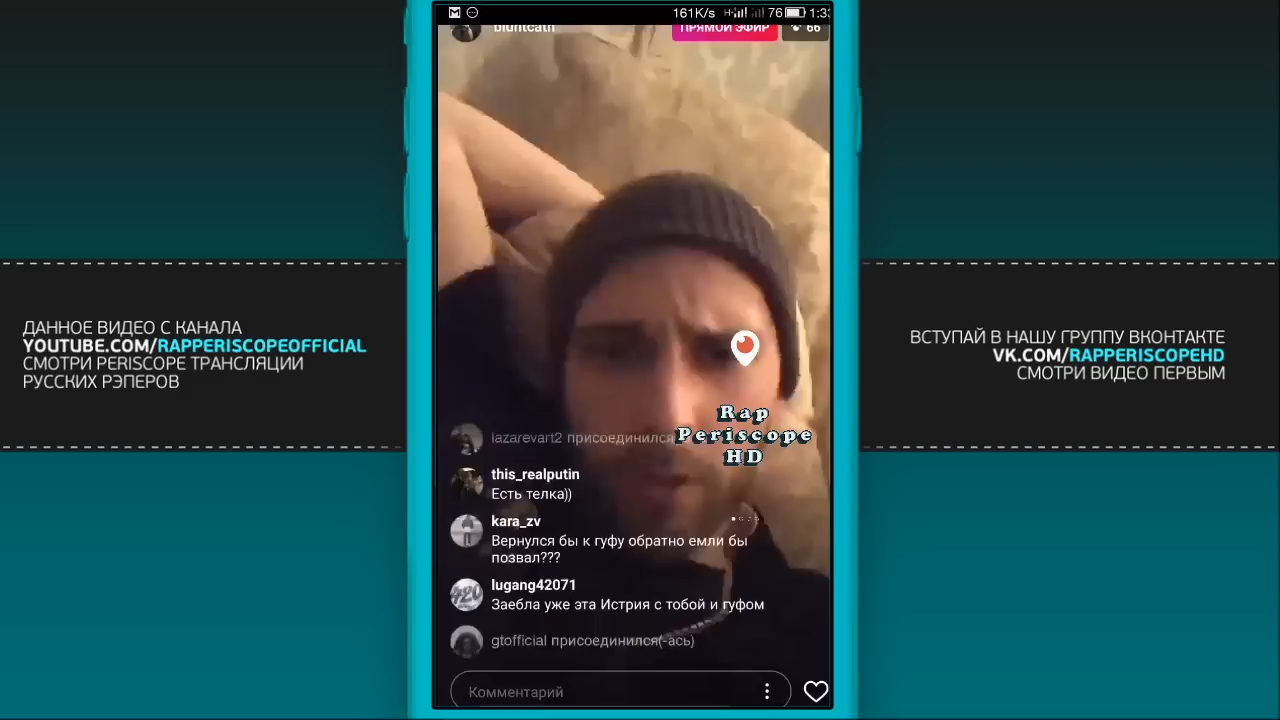 161K/s
76
1:33
ПРЯМОЙ ЭФИР
66
ДАННОЕ ВИДЕО С КАНАЛА
YOUTUBE.COM/RAPPERISCOPEOFFICIAL
СМОТРИ PERISCOPE ТРАНСЛЯЦИИ
РУССКИХ РЭПЕРОВ
ВСТУПАЙ В НАШУ ГРУППУ ВКОНТАКТЕ
VK.COM/RAPPERISCOPEHD
СМОТРИ ВИДЕО ПЕРВЫМ
Rap
Periscope
HD
lazarevart2 присоединился
this_realputin
Есть телка))
kara_zv
Вернулся бы к гуфу обратно емли бы
позвал???
lugang42071
Заебла уже эта Истрия с тобой и гуфом
gtofficial присоединился(-ась)
Комментарий